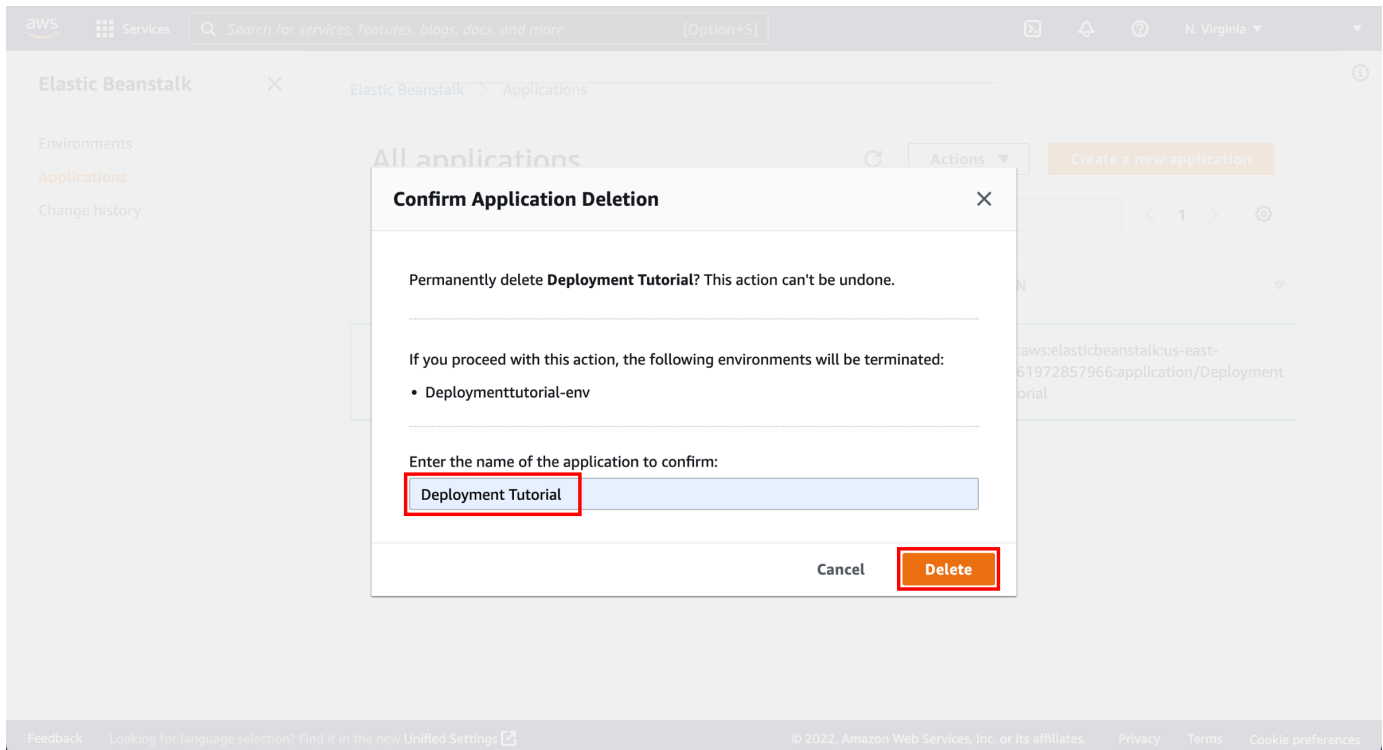 aws
Services
Search for services, features, blogs, docs, and more
[Option+S]
N. Virginia
Elastic Beanstalk
Elastic Beanstalk
Applications
Environments
Applications
Change history
All applications
Actions
Create a new application
1
Confirm Application Deletion
Permanently delete Deployment Tutorial? This action can't be undone.
If you proceed with this action, the following environments will be terminated:
• Deploymenttutorial-env
Enter the name of the application to confirm:
Deployment Tutorial
Cancel
Delete
N
:aws:elasticbeanstalk:us-east-
61972857966:application/Deployment
orial
Feedback
Looking for language selection? Find it in the new Unified Settings
© 2022, Amazon Web Services, Inc. or its affiliates.
Privacy
Terms
Cookie preferences